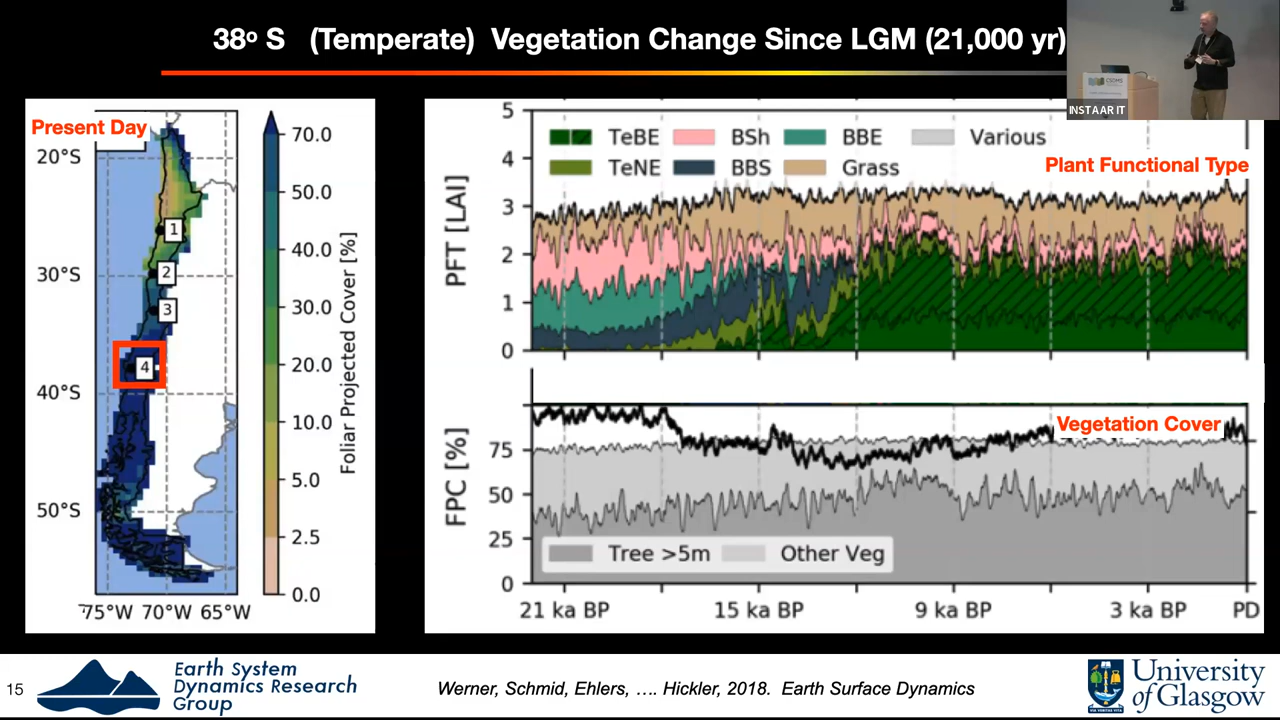 38º S (Temperate) Vegetation Change Since LGM (21,000 yr)
INSTAAR IT
Present Day
20°S
30°S
40°S
50°S
75°W 70°W 65°W
1
2
3
4
70.0
50.0
40.0
30.0
20.0
10.0
5.0
2.5
0.0
Foliar Projected Cover [%]
PFT [LAI]
5
4
3
2
1
0
TeBE BSh BBE Various
TeNE BBS Grass
Plant Functional Type
FPC [%]
75
50
25
0
Vegetation Cover
Tree >5m Other Veg
21 ka BP 15 ka BP 9 ka BP 3 ka BP PD
15
Earth System
Dynamics Research
Group
Werner, Schmid, Ehlers, .... Hickler, 2018. Earth Surface Dynamics
University
of Glasgow